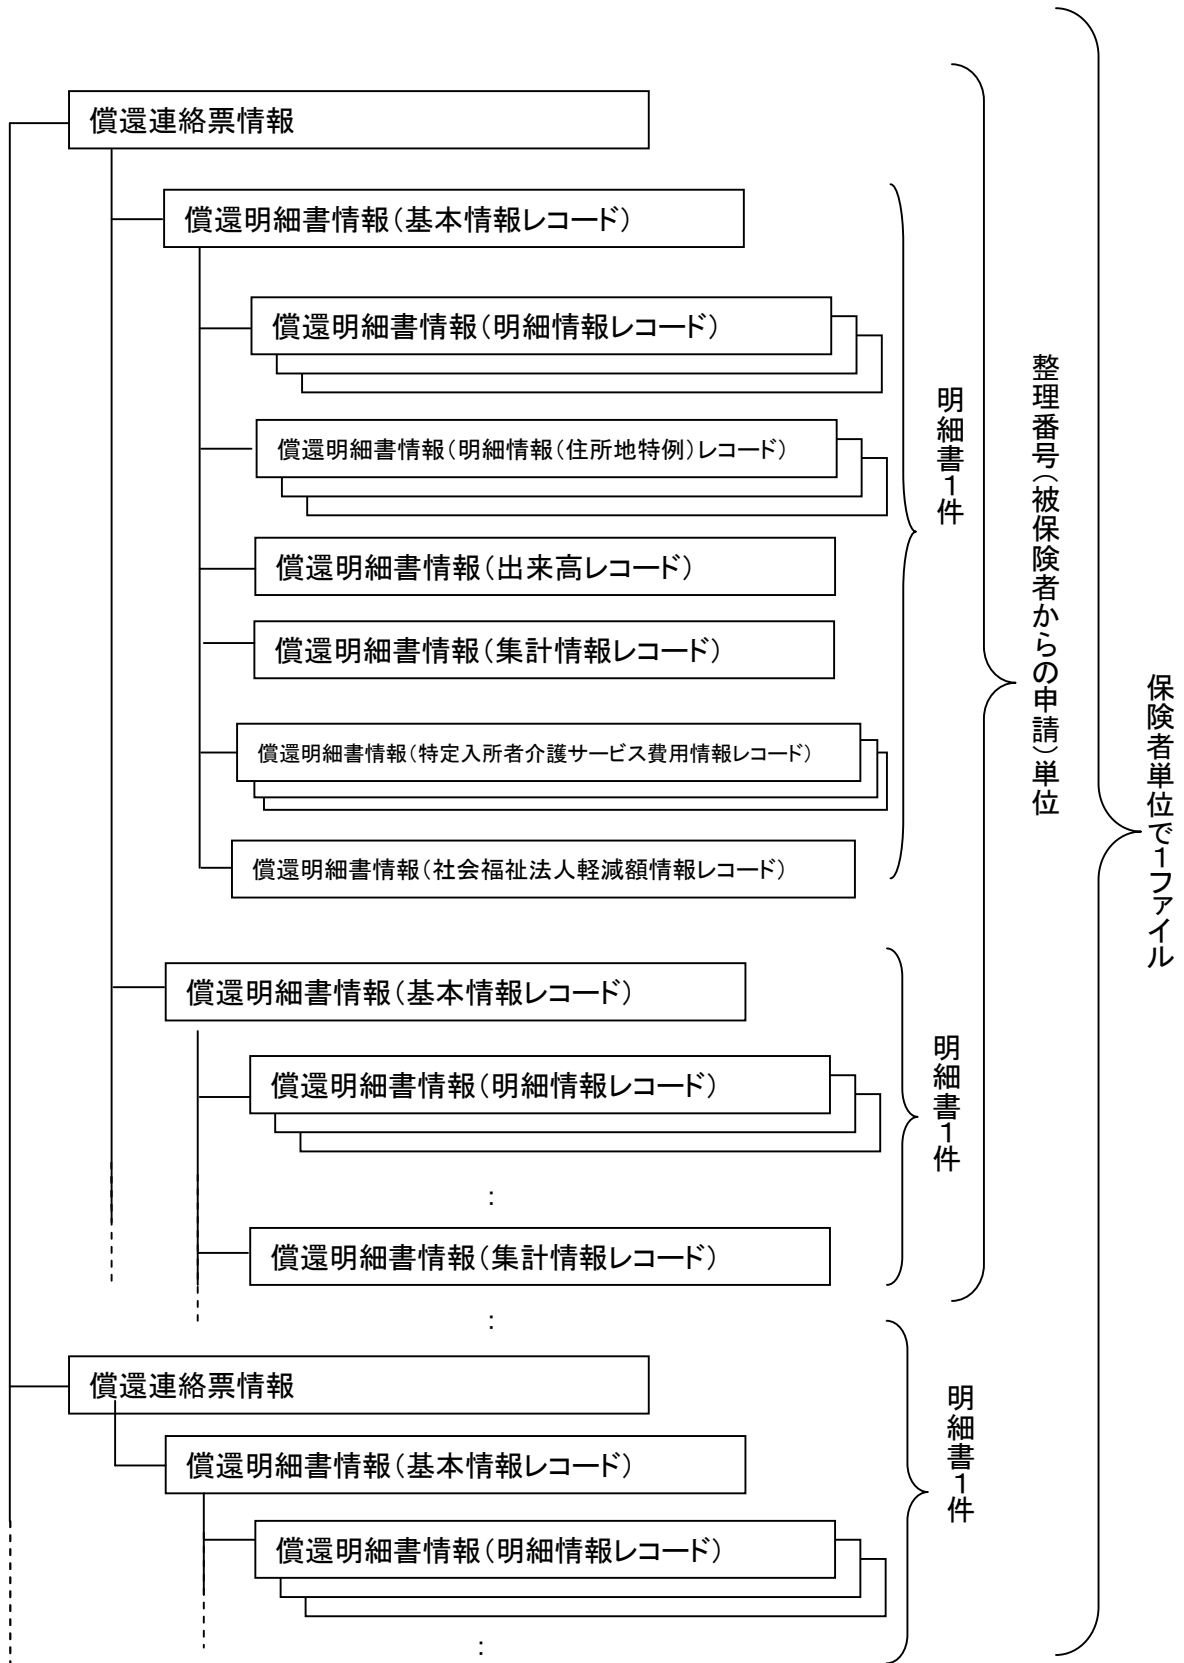 償還連絡票情報
償還明細書情報(基本情報レコード)
償還明細書情報(明細情報レコード)
償還明細書情報(明細情報(住所地特例)レコード)
償還明細書情報(出来高レコード)
償還明細書情報(集計情報レコード)
償還明細書情報(特定入所者介護サービス費用情報レコード)
償還明細書情報(社会福祉法人軽減額情報レコード)
明細書1件
償還明細書情報(基本情報レコード)
償還明細書情報(明細情報レコード)
:
償還明細書情報(集計情報レコード)
明細書1件
:
整理番号(被保険者からの申請)単位
償還連絡票情報
償還明細書情報(基本情報レコード)
償還明細書情報(明細情報レコード)
:
明細書1件
保険者単位で1ファイル